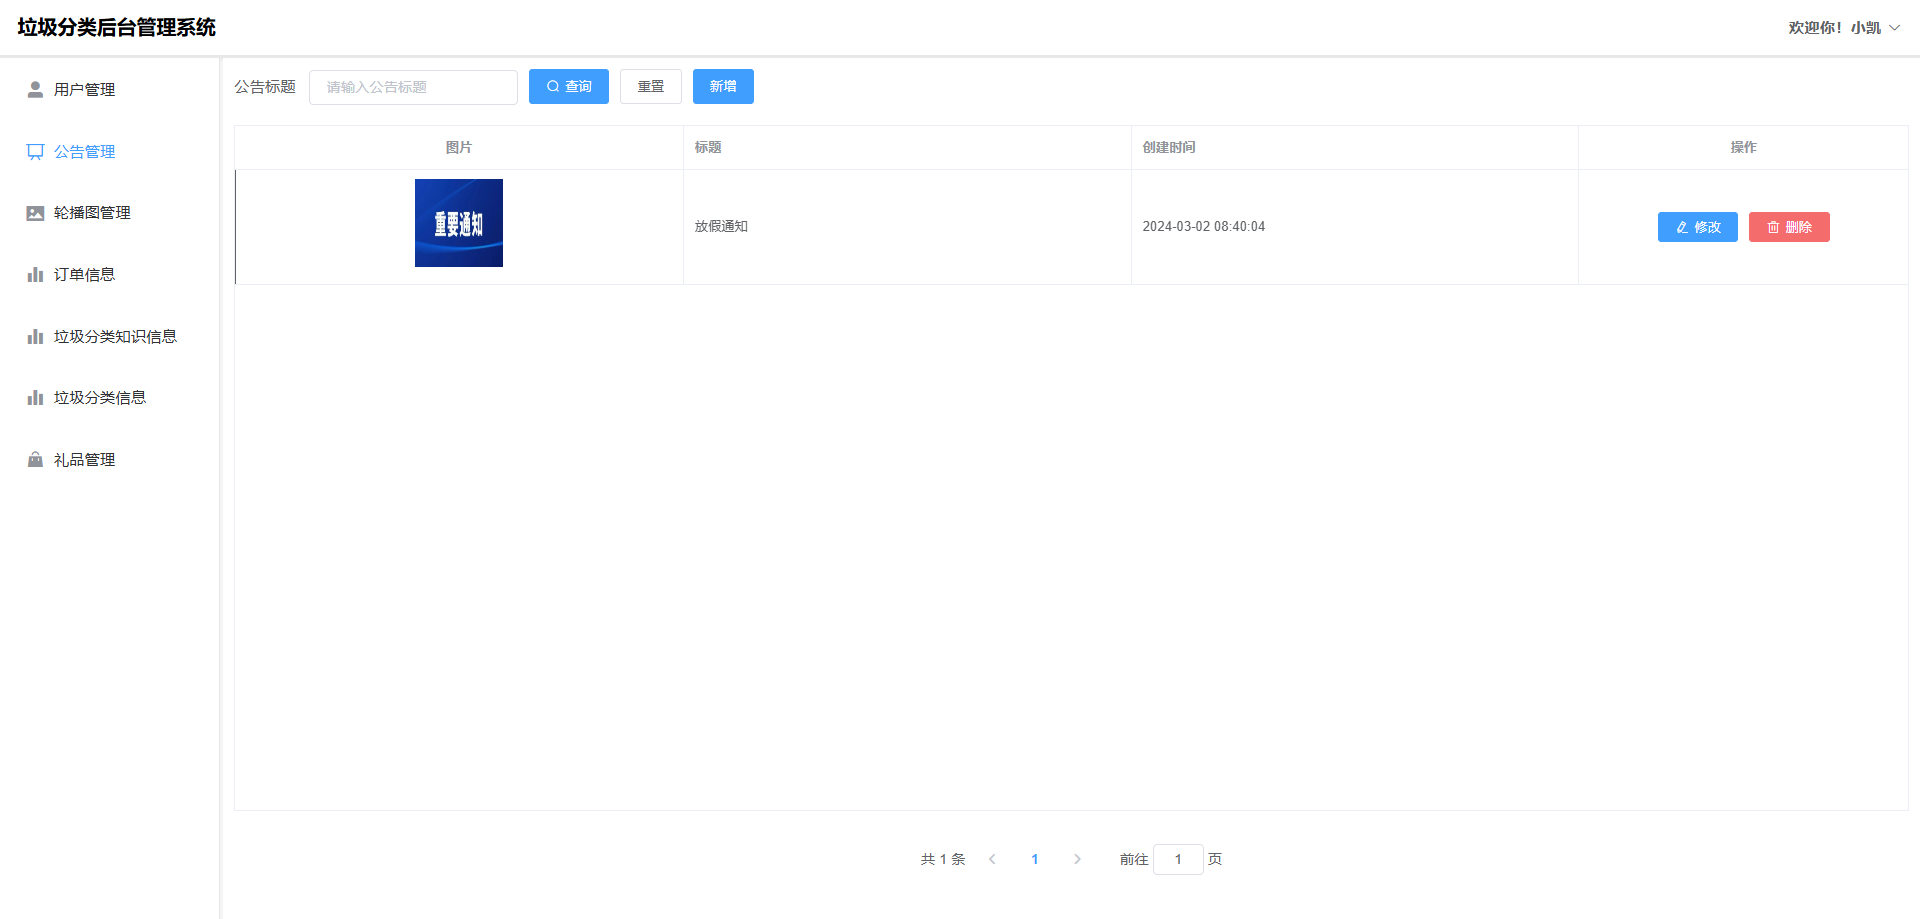 垃圾分类后台管理系统
欢迎你！小凯
用户管理
公告管理
轮播图管理
订单信息
垃圾分类知识信息
垃圾分类信息
礼品管理
公告标题 请输入公告标题 查询 重置 新增
图片 标题 创建时间 操作
重要通知 放假通知 2024-03-02 08:40:04 修改 删除
共 1 条 1 前往 1 页